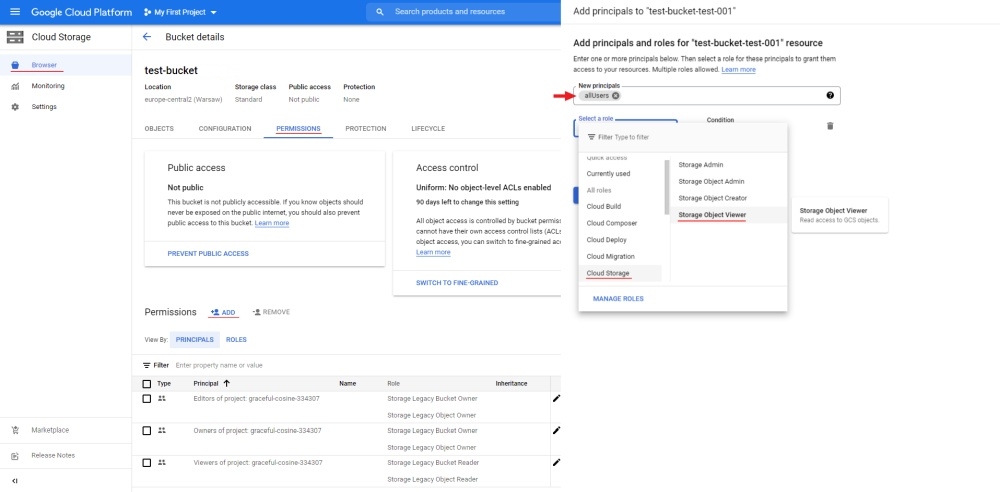 Google Cloud Platform
My First Project
Search products and resources
Cloud Storage
Browser
Monitoring
Settings
Marketplace
Release Notes
Bucket details
test-bucket
Location Storage class Public access Protection
europe-central2 (Warsaw) Standard Not public None
OBJECTS CONFIGURATION PERMISSIONS PROTECTION LIFECYCLE
Public access
Not public
This bucket is not publicly accessible. If you know objects should
never be exposed on the public internet, you should also prevent
public access to this bucket. Learn more
PREVENT PUBLIC ACCESS
Access control
Uniform: No object-level ACLs enabled
90 days left to change this setting
All object access is controlled by bucket permis
cannot have their own access control lists (ACLs
object access, you can switch to fine-grained ac
Learn more
SWITCH TO FINE-GRAINED
Permissions ADD REMOVE
View By: PRINCIPALS ROLES
Filter Enter property name or value
Type Principal Name Role Inheritance
Editors of project: graceful-cosine-334307 Storage Legacy Bucket Owner
Storage Legacy Object Owner
Owners of project: graceful-cosine-334307 Storage Legacy Bucket Owner
Storage Legacy Object Owner
Viewers of project: graceful-cosine-334307 Storage Legacy Bucket Reader
Storage Legacy Object Reader
Add principals to "test-bucket-test-001"
Add principals and roles for "test-bucket-test-001" resource
Enter one or more principals below. Then select a role for these principals to grant them
access to your resources. Multiple roles allowed. Learn more
New principals
allUsers
Select a role Condition
Filter Type to filter
Quick access
Currently used
All roles
Cloud Build
Cloud Composer
Cloud Deploy
Cloud Migration
Cloud Storage
Storage Admin
Storage Object Admin
Storage Object Creator
Storage Object Viewer
MANAGE ROLES
Storage Object Viewer
Read access to GCS objects.